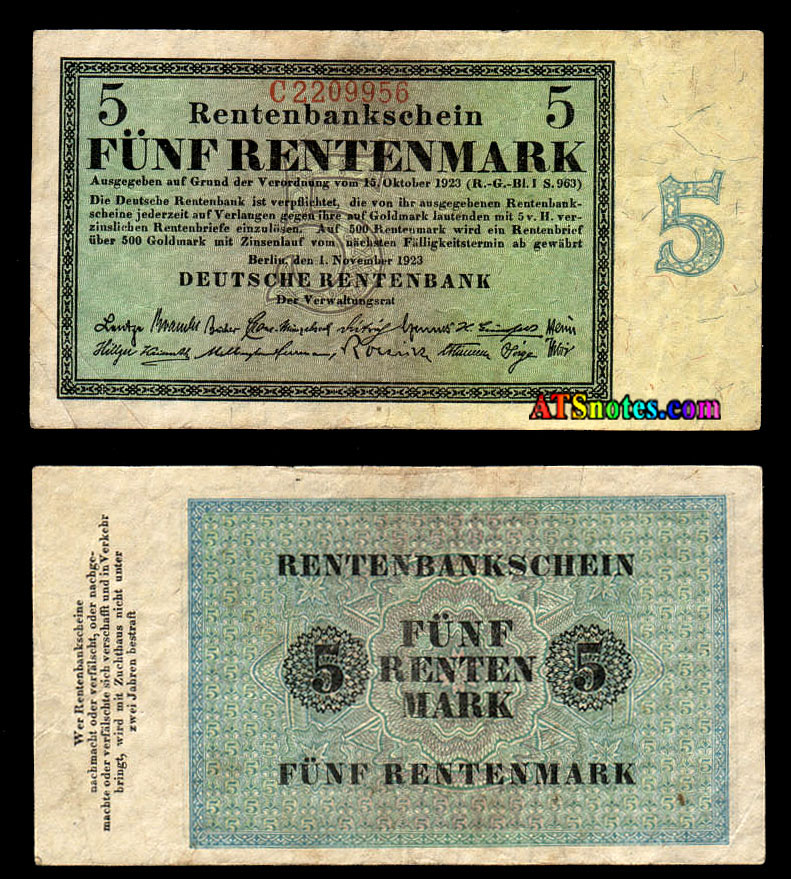 C2209956
5 Rentenbankschein 5
FÜNF RENTENMARK
Ausgegeben auf Grund der Verordnung vom 15. Oktober 1923 (R.-G.-Bl. I S. 963)
Die Deutsche Rentenbank ist verpflichtet, die von ihr ausgegebenen Rentenbank-
scheine jederzeit auf Verlangen gegen ihre auf Goldmark lautenden mit 5 v. H. ver-
zinslichen Rentenbriefe einzulösen. Auf 500 Rentenmark wird ein Rentenbrief
über 500 Goldmark mit Zinsenlauf vom nächsten Fälligkeitstermin ab gewährt
Berlin, den 1. November 1923
DEUTSCHE RENTENBANK
Der Verwaltungsrat
5
ATSnotes.com
Wer Rentenbankscheine
nachmacht oder verfälscht, oder nachge-
machte oder verfälschte sich verschafft und in Verkehr
bringt, wird mit Zuchthaus nicht unter
zwei Jahren bestraft
RENTENBANKSCHEIN
5 FÜNF 5
RENTEN
MARK
FÜNF RENTENMARK